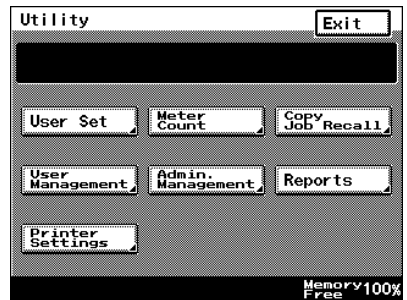 Utility
Exit
User Set
Meter
Count
Copy
Job Recall
User
Management
Admin.
Management
Reports
Printer
Settings
Memory
Free 100%